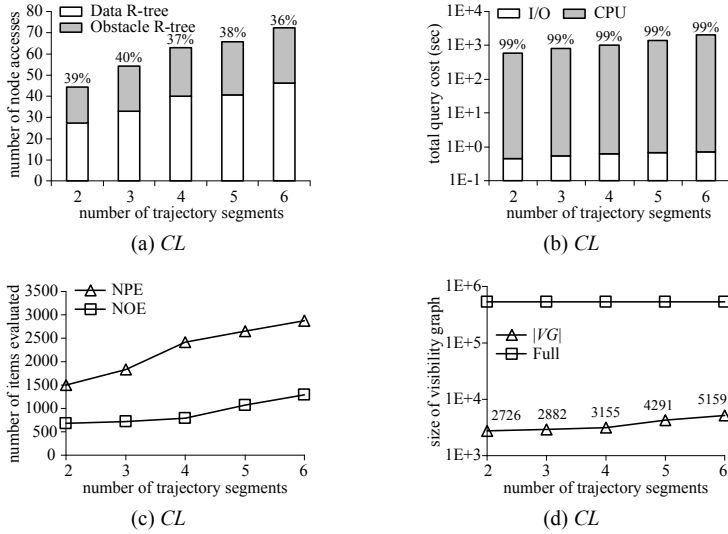 Data R-tree
Obstacle R-tree
number of node accesses
80
70
60
50
40
30
20
10
0
39%
40%
37%
38%
36%
2 3 4 5 6
number of trajectory segments
(a) CL
I/O CPU
total query cost (sec)
1E+4
1E+3
1E+2
1E+1
1E+0
1E-1
99% 99% 99% 99% 99%
2 3 4 5 6
number of trajectory segments
(b) CL
NPE
NOE
number of items evaluated
3500
3000
2500
2000
1500
1000
500
0
2 3 4 5 6
number of trajectory segments
(c) CL
size of visibility graph
1E+6
1E+5
1E+4
1E+3
|VG|
Full
2726 2882 3155 4291 5159
2 3 4 5 6
number of trajectory segments
(d) CL